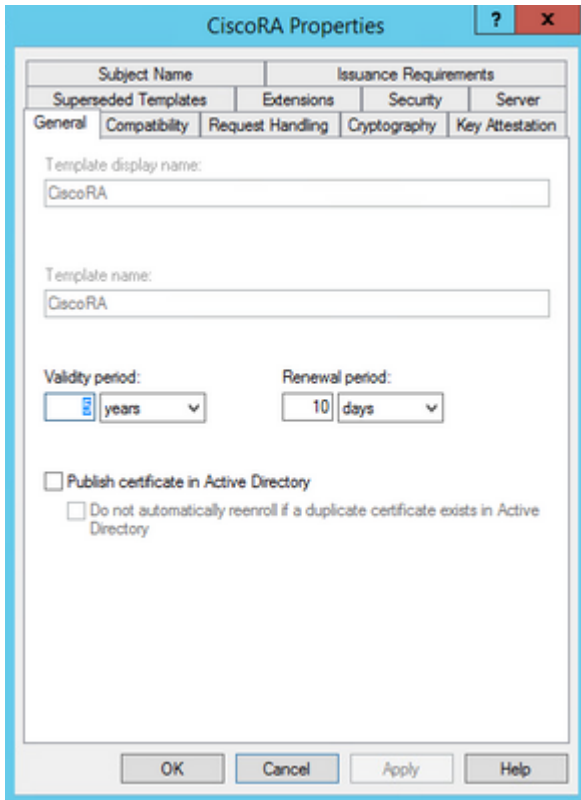 CiscoRA Properties
? x
Subject Name Issuance Requirements
Superseded Templates Extensions Security Server
General Compatibility Request Handling Cryptography Key Attestation
Template display name:
CiscoRA
Template name:
CiscoRA
Validity period: Renewal period:
5 years 10 days
Publish certificate in Active Directory
Do not automatically reenroll if a duplicate certificate exists in Active
Directory
OK Cancel Apply Help